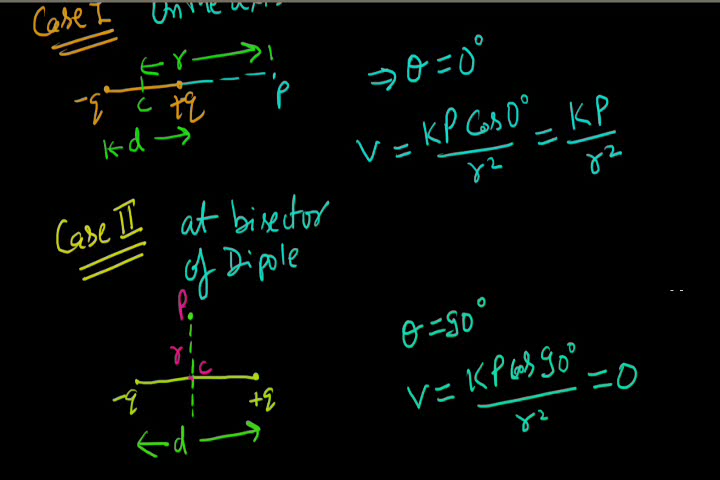 Case I
r
-q C +q P
d
⇒ θ = 0°
V = KP Cos 0° / r² = KP / r²
Case II at bisector
of Dipole
P
r
C
-q +q
d
θ = 90°
V = KP Cos 90° / r² = 0